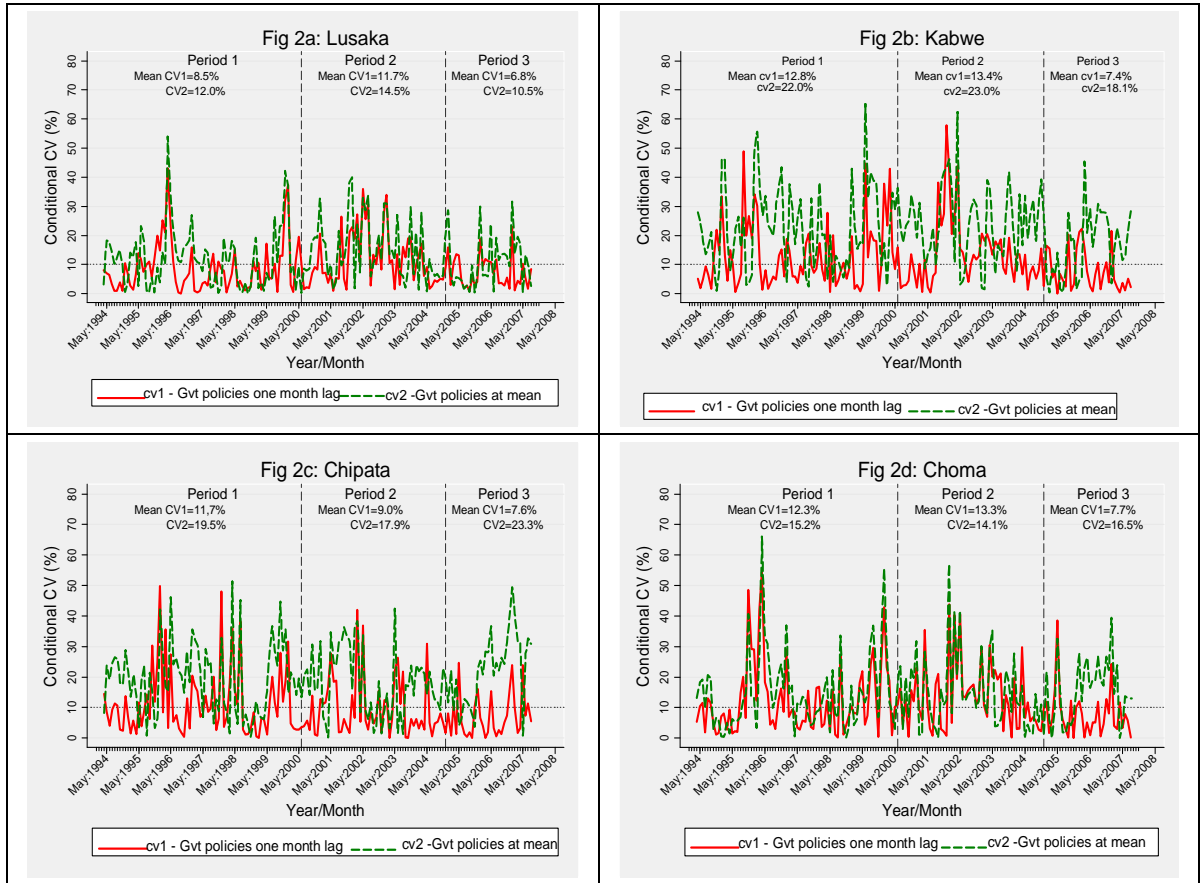 Fig 2a: Lusaka
Period 1 Period 2 Period 3
Mean CV1=8.5% Mean CV1=11.7% Mean CV1=6.8%
CV2=12.0% CV2=14.5% CV2=10.5%
Conditional CV (%)
80
70
60
50
40
30
20
10
0
May:1994 May:1995 May:1996 May:1997 May:1998 May:1999 May:2000 May:2001 May:2002 May:2003 May:2004 May:2005 May:2006 May:2007 May:2008
Year/Month
cv1 - Gvt policies one month lag cv2 -Gvt policies at mean
Fig 2b: Kabwe
Period 1 Period 2 Period 3
Mean cv1=12.8% Mean cv1=13.4% Mean cv1=7.4%
cv2=22.0% cv2=23.0% cv2=18.1%
Conditional CV (%)
80
70
60
50
40
30
20
10
0
May:1994 May:1995 May:1996 May:1997 May:1998 May:1999 May:2000 May:2001 May:2002 May:2003 May:2004 May:2005 May:2006 May:2007 May:2008
Year/Month
cv1 - Gvt policies one month lag cv2 -Gvt policies at mean
Fig 2c: Chipata
Period 1 Period 2 Period 3
Mean CV1=11,7% Mean CV1=9.0% Mean CV1=7.6%
CV2=19.5% CV2=17.9% CV2=23.3%
Conditional CV (%)
80
70
60
50
40
30
20
10
0
May:1994 May:1995 May:1996 May:1997 May:1998 May:1999 May:2000 May:2001 May:2002 May:2003 May:2004 May:2005 May:2006 May:2007 May:2008
Year/Month
cv1 - Gvt policies one month lag cv2 -Gvt policies at mean
Fig 2d: Choma
Period 1 Period 2 Period 3
Mean CV1=12.3% Mean CV1=13.3% Mean CV1=7.7%
CV2=15.2% CV2=14.1% CV2=16.5%
Conditional CV (%)
80
70
60
50
40
30
20
10
0
May:1994 May:1995 May:1996 May:1997 May:1998 May:1999 May:2000 May:2001 May:2002 May:2003 May:2004 May:2005 May:2006 May:2007 May:2008
Year/Month
cv1 - Gvt policies one month lag cv2 -Gvt policies at mean